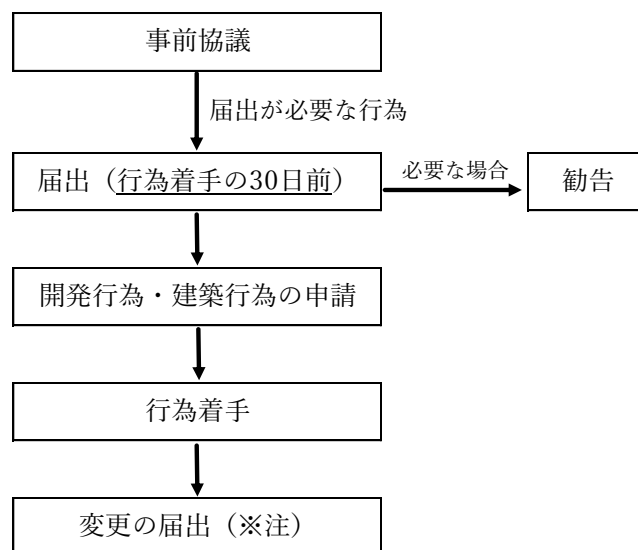 事前協議
届出が必要な行為
届出（行為着手の30日前）
必要な場合
勧告
開発行為・建築行為の申請
行為着手
変更の届出（※注）